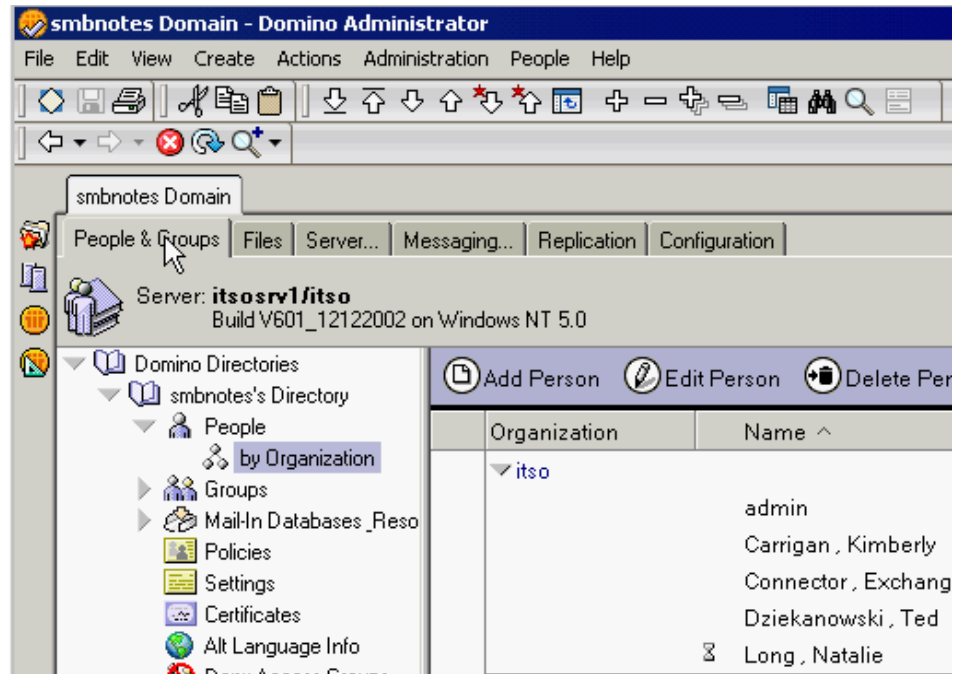 smbnotes Domain - Domino Administrator
File Edit View Create Actions Administration People Help
smbnotes Domain
People & Groups Files Server... Messaging... Replication Configuration
Server: itsosrv1/itso
Build V601_12122002 on Windows NT 5.0
Domino Directories
smbnotes's Directory
People
by Organization
Groups
Mail-In Databases_Reso
Policies
Settings
Certificates
Alt Language Info
Add Person Edit Person Delete Per
Organization Name
itso
admin
Carrigan , Kimberly
Connector , Exchang
Dziekanowski , Ted
Long , Natalie